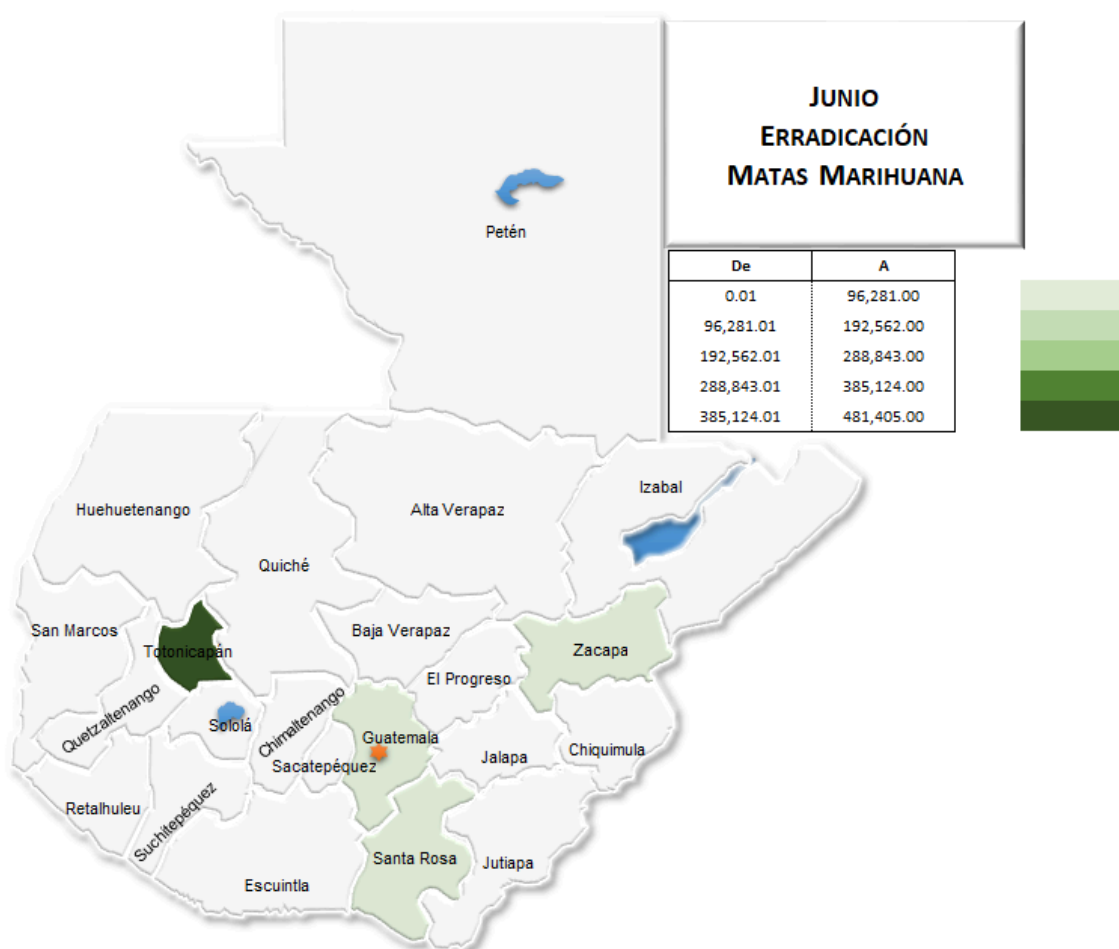 JUNIO
ERRADICACIÓN
MATAS MARIHUANA
De A
0.01 96,281.00
96,281.01 192,562.00
192,562.01 288,843.00
288,843.01 385,124.00
385,124.01 481,405.00
Petén
Izabal
Huehuetenango
Alta Verapaz
Quiché
San Marcos
Baja Verapaz
Totonicapán
Zacapa
El Progreso
Quetzaltenango
Chimaltenango
Sololá
Guatemala
Chiquimula
Jalapa
Sacatepéquez
Retalhuleu
Suchitepéquez
Santa Rosa
Jutiapa
Escuintla